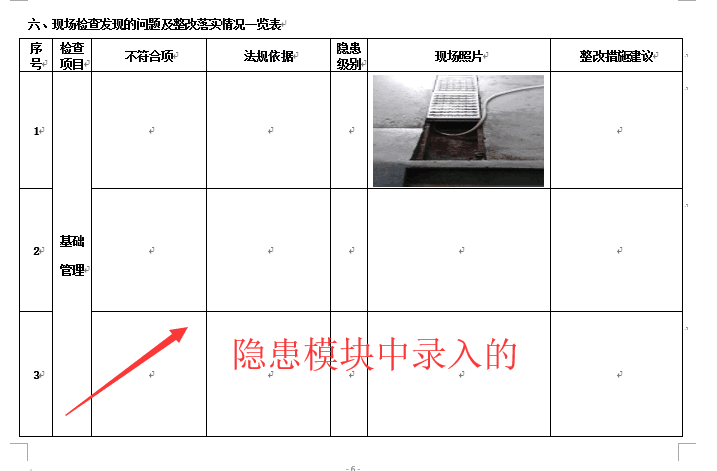 六、现场检查发现的问题及整改落实情况一览表
序号 检查项目 不符合项 法规依据 隐患级别 现场照片 整改措施建议
1
2 基础管理
3
隐患模块中录入的
- 6 -